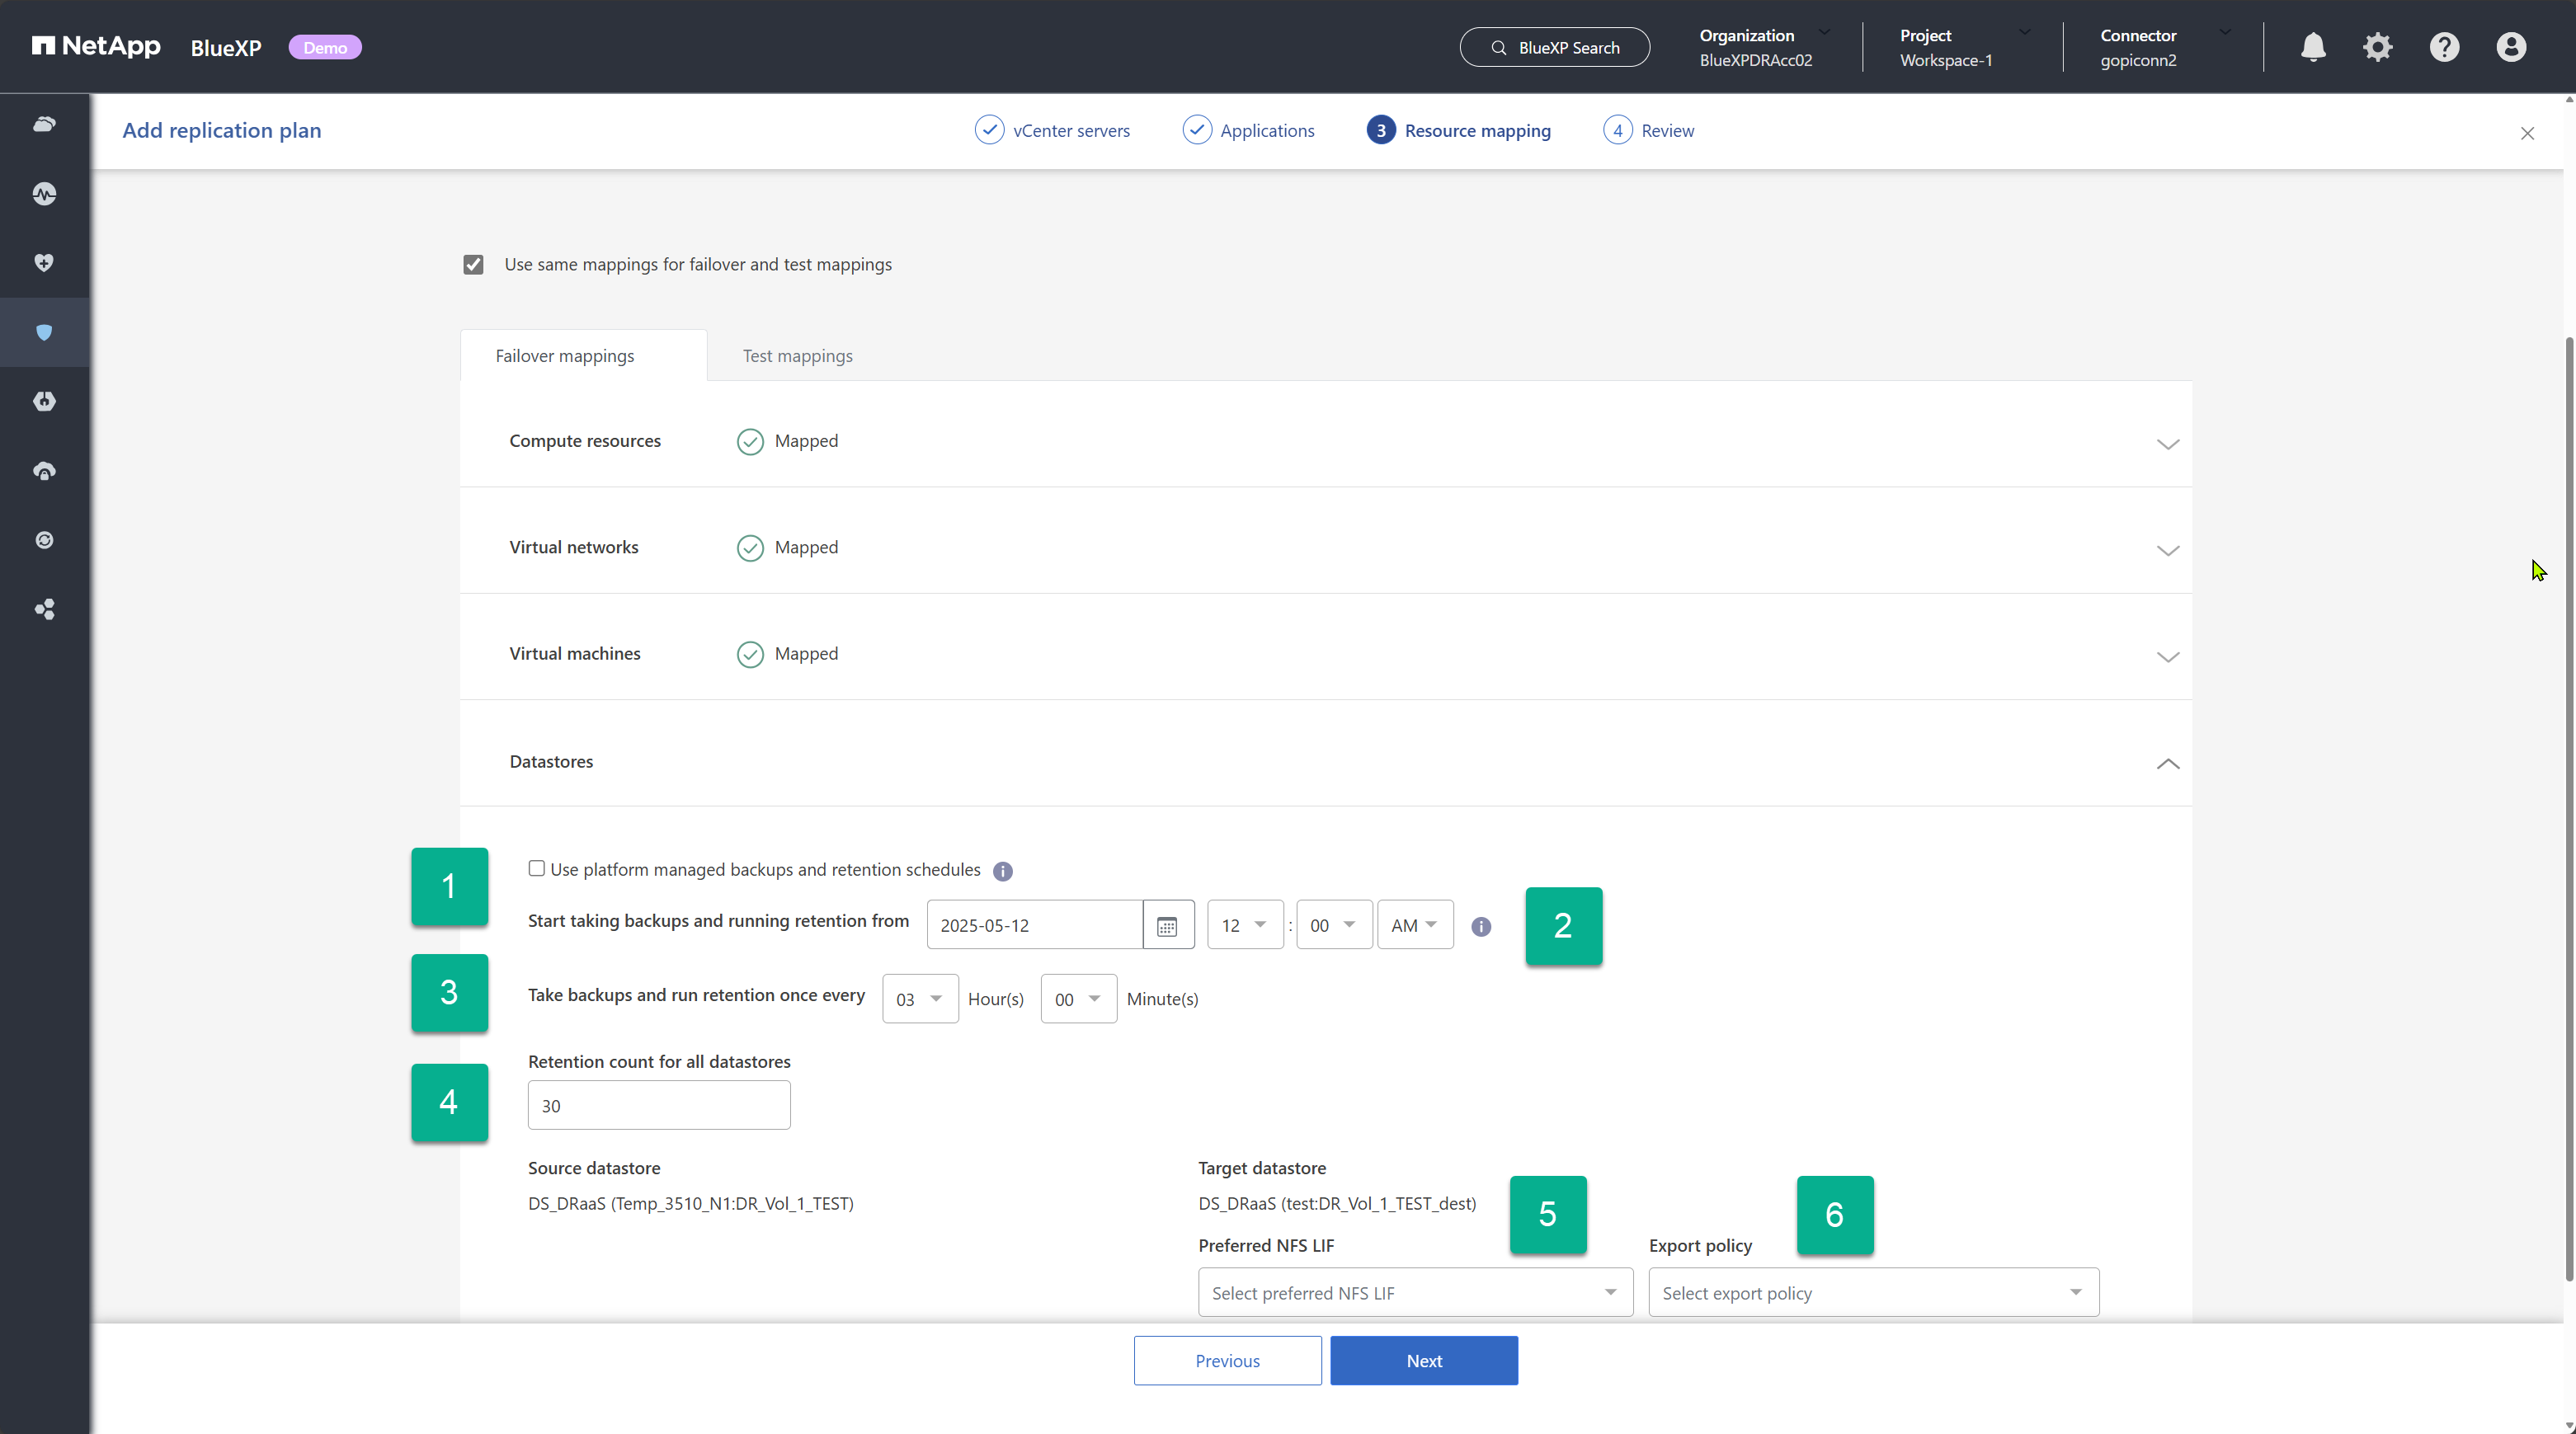 NetApp BlueXP Demo
BlueXP Search
Organization
BlueXPDRAcc02
Project
Workspace-1
Connector
gopiconn2
Add replication plan
vCenter servers
Applications
3 Resource mapping
4 Review
Use same mappings for failover and test mappings
Failover mappings
Test mappings
Compute resources Mapped
Virtual networks Mapped
Virtual machines Mapped
Datastores
1
Use platform managed backups and retention schedules
Start taking backups and running retention from 2025-05-12 12 : 00 AM
2
3
Take backups and run retention once every 03 Hour(s) 00 Minute(s)
4
Retention count for all datastores
30
Source datastore
DS_DRaaS (Temp_3510_N1:DR_Vol_1_TEST)
Target datastore
DS_DRaaS (test:DR_Vol_1_TEST_dest)
5
6
Preferred NFS LIF
Select preferred NFS LIF
Export policy
Select export policy
Previous
Next